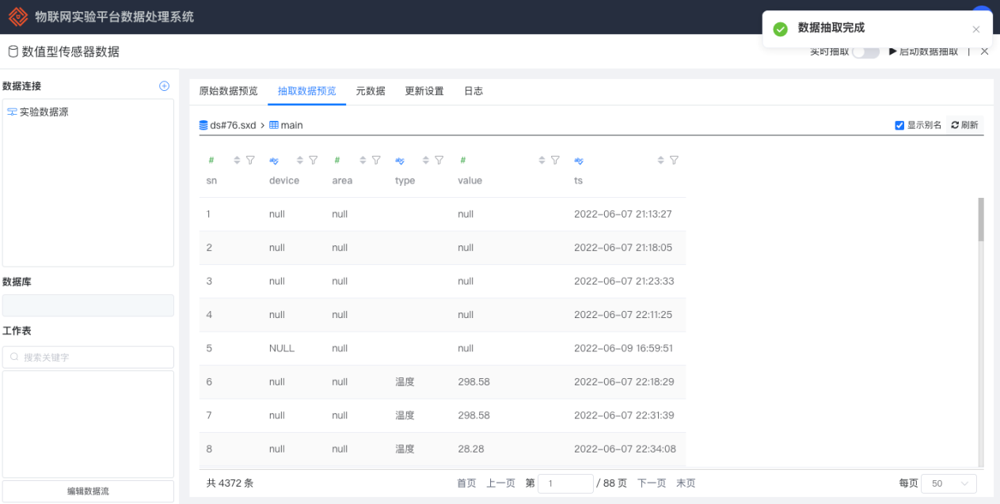 物联网实验平台数据处理系统
数据抽取完成
数值型传感器数据
实时抽取 启动数据抽取 |
数据连接
实验数据源
数据库
工作表
搜索关键字
编辑数据流
原始数据预览 抽取数据预览 元数据 更新设置 日志
ds#76.sxd › main 显示别名 刷新
# abc # abc # abc
sn device area type value ts
1 null null null 2022-06-07 21:13:27
2 null null null 2022-06-07 21:18:05
3 null null null 2022-06-07 21:23:33
4 null null null 2022-06-07 22:11:25
5 NULL null null 2022-06-09 16:59:51
6 null null 温度 298.58 2022-06-07 22:18:29
7 null null 温度 298.58 2022-06-07 22:31:39
8 null null 温度 28.28 2022-06-07 22:34:08
共 4372 条 首页 上一页 第 1 / 88 页 下一页 末页 每页 50